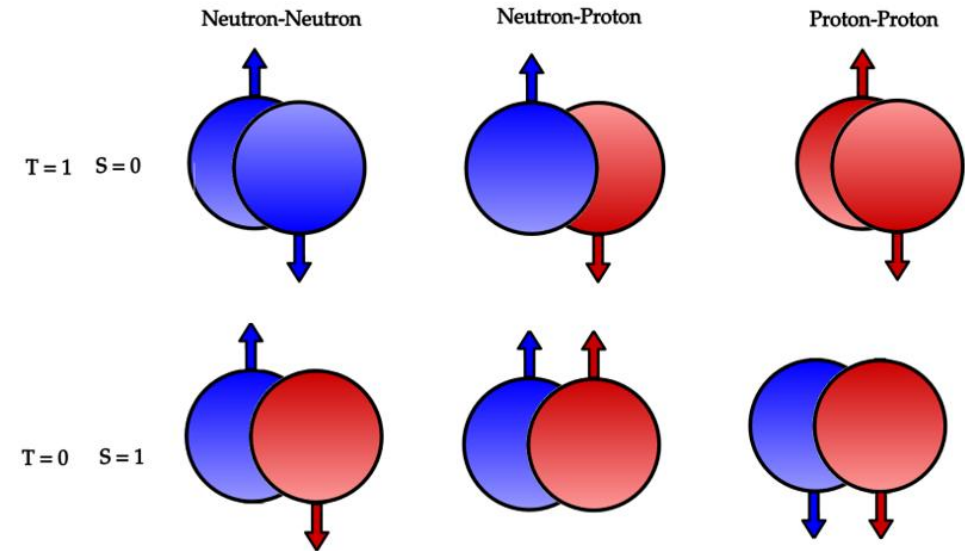 Neutron-Neutron Neutron-Proton Proton-Proton
T = 1 S = 0
T = 0 S = 1